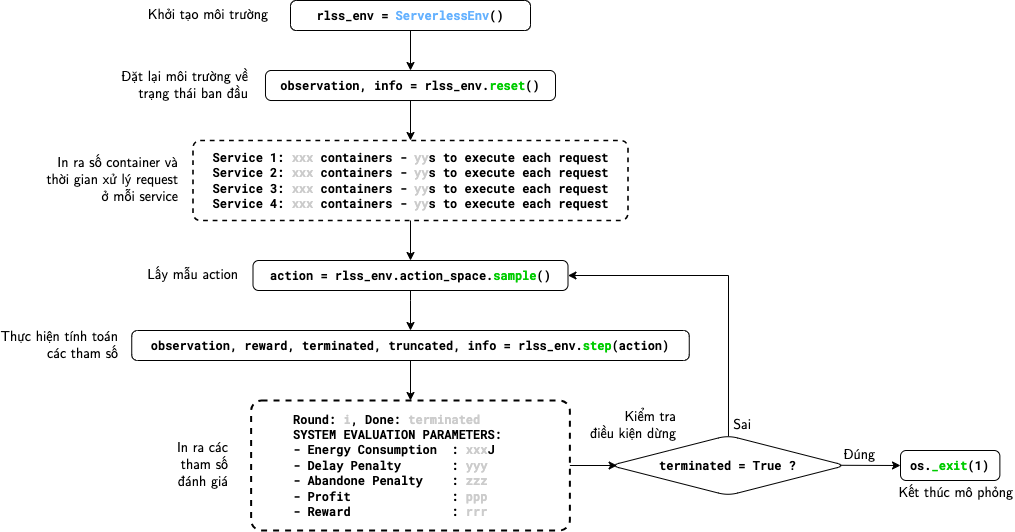 Khởi tạo môi trường
rlss_env = ServerlessEnv()
Đặt lại môi trường về
trạng thái ban đầu
observation, info = rlss_env.reset()
In ra số container và
thời gian xử lý request
ở mỗi service
Service 1: xxx containers - yys to execute each request
Service 2: xxx containers - yys to execute each request
Service 3: xxx containers - yys to execute each request
Service 4: xxx containers - yys to execute each request
Lấy mẫu action
action = rlss_env.action_space.sample()
Thực hiện tính toán
các tham số
observation, reward, terminated, truncated, info = rlss_env.step(action)
In ra các
tham số
đánh giá
Round: i, Done: terminated
SYSTEM EVALUATION PARAMETERS:
- Energy Consumption : xxxJ
- Delay Penalty : yyy
- Abandone Penalty : zzz
- Profit : ppp
- Reward : rrr
Kiểm tra
điều kiện dừng
terminated = True ?
Sai
Đúng
os._exit(1)
Kết thúc mô phỏng